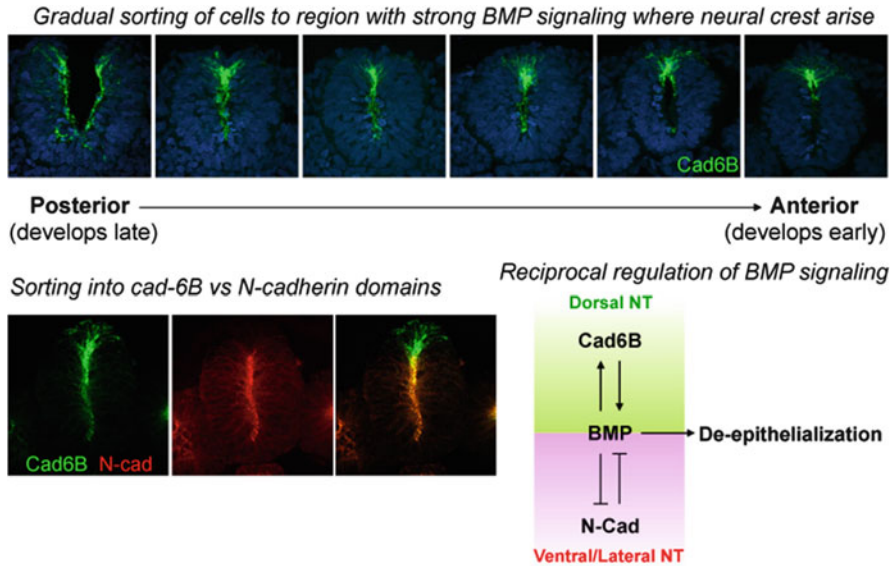 Gradual sorting of cells to region with strong BMP signaling where neural crest arise
Cad6B
Posterior
(develops late)
Anterior
(develops early)
Sorting into cad-6B vs N-cadherin domains
Cad6B N-cad
Reciprocal regulation of BMP signaling
Dorsal NT
Cad6B
BMP
De-epithelialization
N-Cad
Ventral/Lateral NT